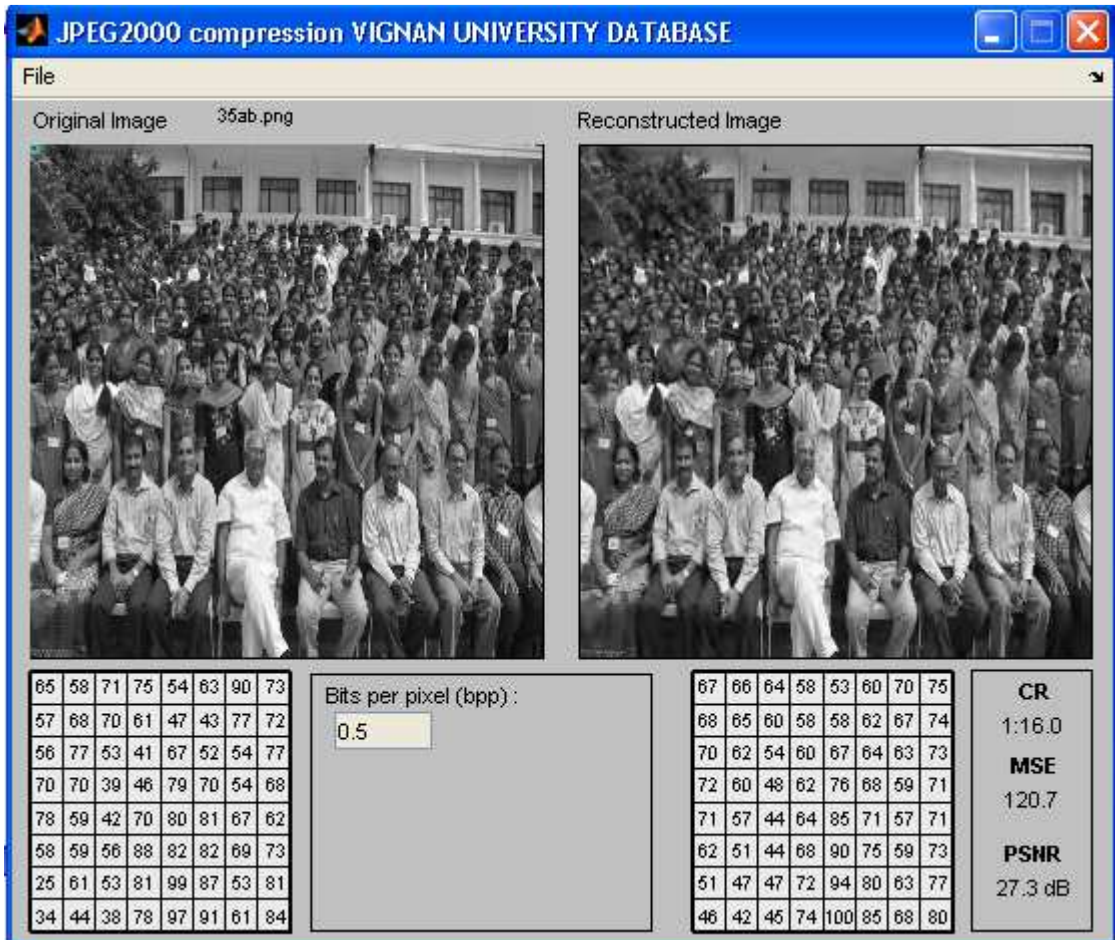 JPEG2000 compression VIGNAN UNIVERSITY DATABASE
File
Original Image 35ab.png
Reconstructed Image
65 58 71 75 54 63 90 73
57 68 70 61 47 43 77 72
56 77 53 41 67 52 54 77
70 70 39 46 79 70 54 68
78 59 42 70 80 81 67 62
58 59 56 88 82 82 69 73
25 61 53 81 99 87 53 81
34 44 38 78 97 91 61 84
Bits per pixel (bpp) :
0.5
67 66 64 58 53 60 70 75
68 65 60 58 58 62 67 74
70 62 54 60 67 64 63 73
72 60 48 62 76 68 59 71
71 57 44 64 85 71 57 71
62 51 44 68 90 75 59 73
51 47 47 72 94 80 63 77
46 42 45 74 100 85 68 80
CR
1:16.0
MSE
120.7
PSNR
27.3 dB